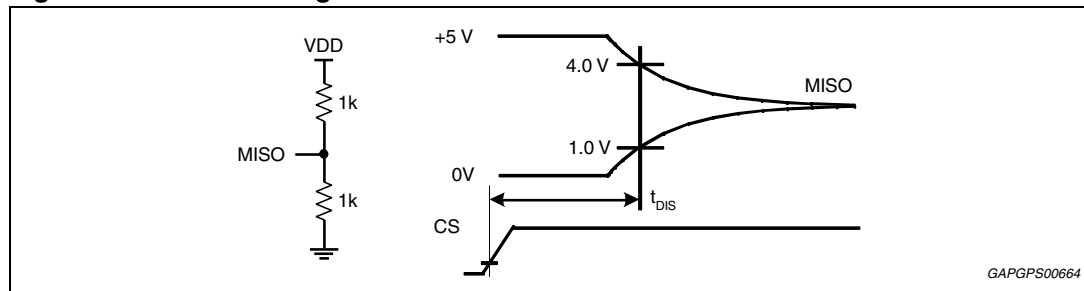 VDD
1k
MISO
1k
+5 V
4.0 V
MISO
1.0 V
0V
tDIS
CS
GAPGPS00664